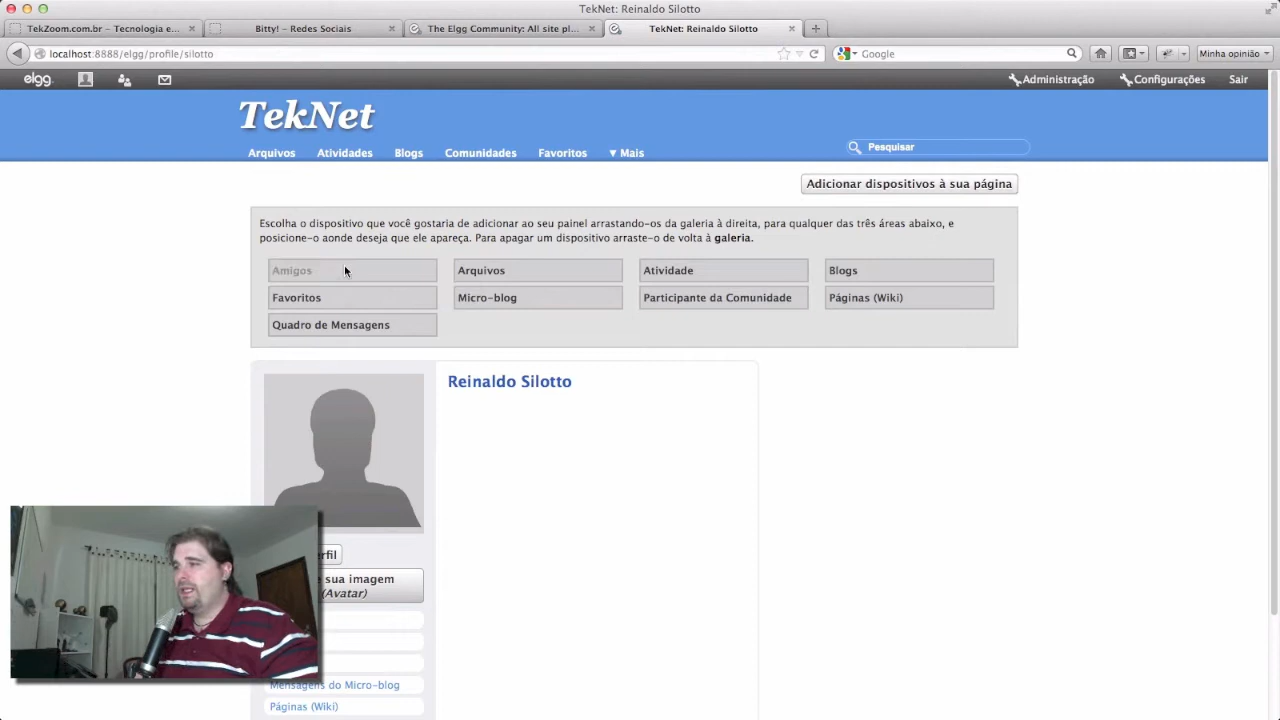 TekNet: Reinaldo Silotto
TekZoom.com.br – Tecnologia e...
Bitty! – Redes Sociais
The Elgg Community: All site pl...
TekNet: Reinaldo Silotto
localhost:8888/elgg/profile/silotto
Google
Minha opinião
elgg.
Administração
Configurações
Sair
TekNet
Arquivos
Atividades
Blogs
Comunidades
Favoritos
▼ Mais
Pesquisar
Adicionar dispositivos à sua página
Escolha o dispositivo que você gostaria de adicionar ao seu painel arrastando-os da galeria à direita, para qualquer das três áreas abaixo, e
posicione-o aonde deseja que ele apareça. Para apagar um dispositivo arraste-o de volta à galeria.
Amigos
Arquivos
Atividade
Blogs
Favoritos
Micro-blog
Participante da Comunidade
Páginas (Wiki)
Quadro de Mensagens
Reinaldo Silotto
erfil
sua imagem
(Avatar)
Mensagens do Micro-blog
Páginas (Wiki)